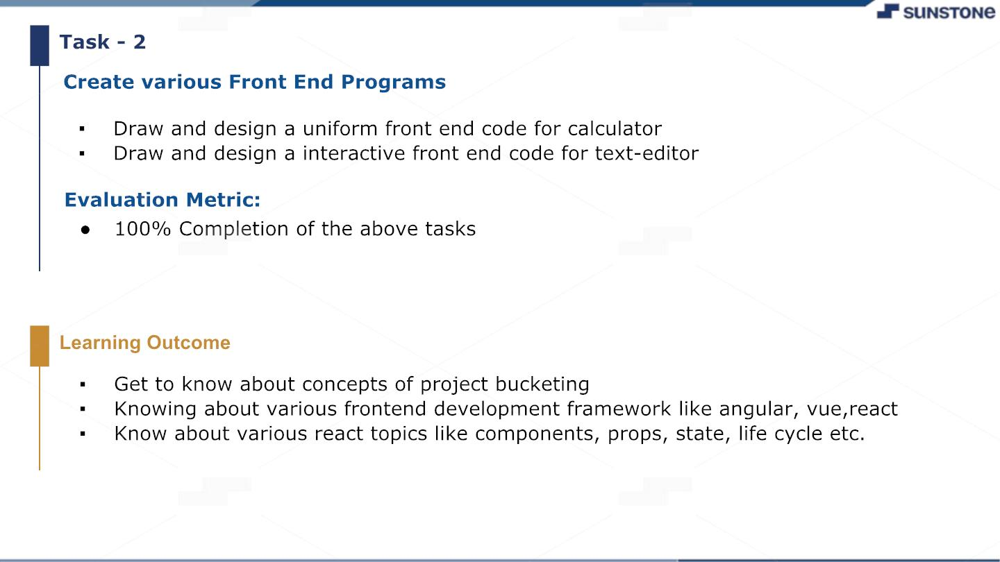 SUNSTONE
Task - 2
Create various Front End Programs
▪ Draw and design a uniform front end code for calculator
▪ Draw and design a interactive front end code for text-editor
Evaluation Metric:
● 100% Completion of the above tasks
Learning Outcome
▪ Get to know about concepts of project bucketing
▪ Knowing about various frontend development framework like angular, vue,react
▪ Know about various react topics like components, props, state, life cycle etc.